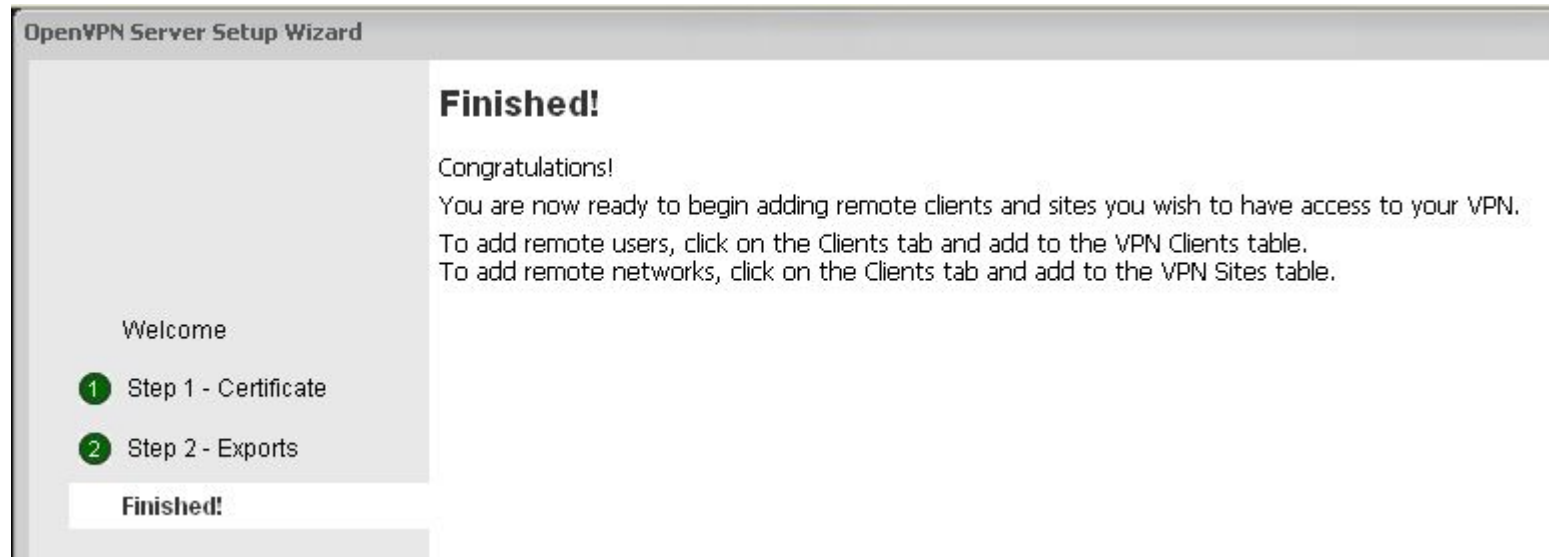 OpenVPN Server Setup Wizard
Finished!
Congratulations!
You are now ready to begin adding remote clients and sites you wish to have access to your VPN.
To add remote users, click on the Clients tab and add to the VPN Clients table.
To add remote networks, click on the Clients tab and add to the VPN Sites table.
Welcome
1 Step 1 - Certificate
2 Step 2 - Exports
Finished!